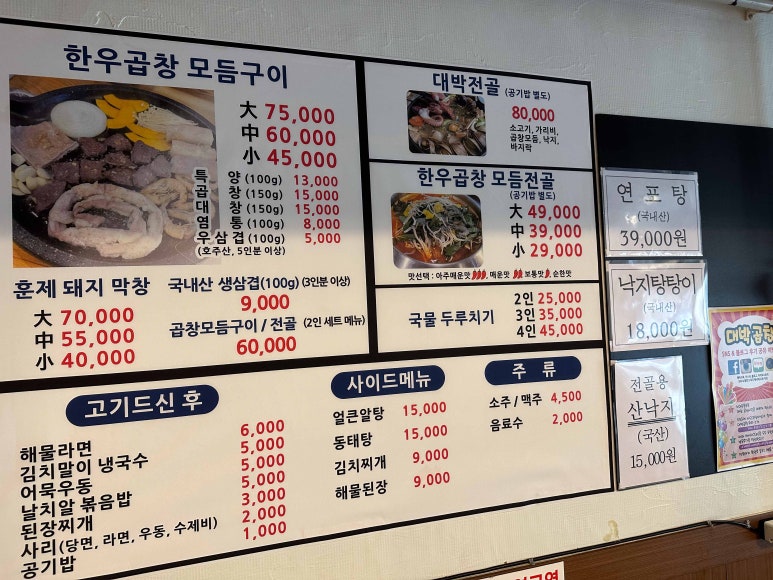 한우곱창 모듬구이
大 75,000
中 60,000
小 45,000
특양 (100g) 13,000
곱창 (150g) 15,000
대창 (150g) 15,000
염통 (100g) 8,000
우삼겹(100g) 5,000
(호주산, 5인분 이상)
훈제 돼지 막창
大 70,000
中 55,000
小 40,000
국내산 생삼겹(100g) (3인분 이상)
9,000
곱창모듬구이 / 전골 (2인 세트 메뉴)
60,000
대박전골 (공기밥 별도)
80,000
소고기, 가리비,
곱창모듬, 낙지,
바지락
한우곱창 모듬전골
(공기밥 별도)
大 49,000
中 39,000
小 29,000
맛선택 : 아주매운맛, 매운맛, 보통맛, 순한맛
국물 두루치기
2인 25,000
3인 35,000
4인 45,000
고기드신 후
해물라면 6,000
김치말이 냉국수 5,000
어묵우동 5,000
날치알 볶음밥 5,000
된장찌개 3,000
사리(당면, 라면, 우동, 수제비) 2,000
공기밥 1,000
사이드메뉴
얼큰알탕 15,000
동태탕 15,000
김치찌개 9,000
해물된장 9,000
주 류
소주 / 맥주 4,500
음료수 2,000
연포탕
(국내산)
39,000원
낙지탕탕이
(국내산)
18,000원
전골용
산낙지
(국산)
15,000원
대박곱창